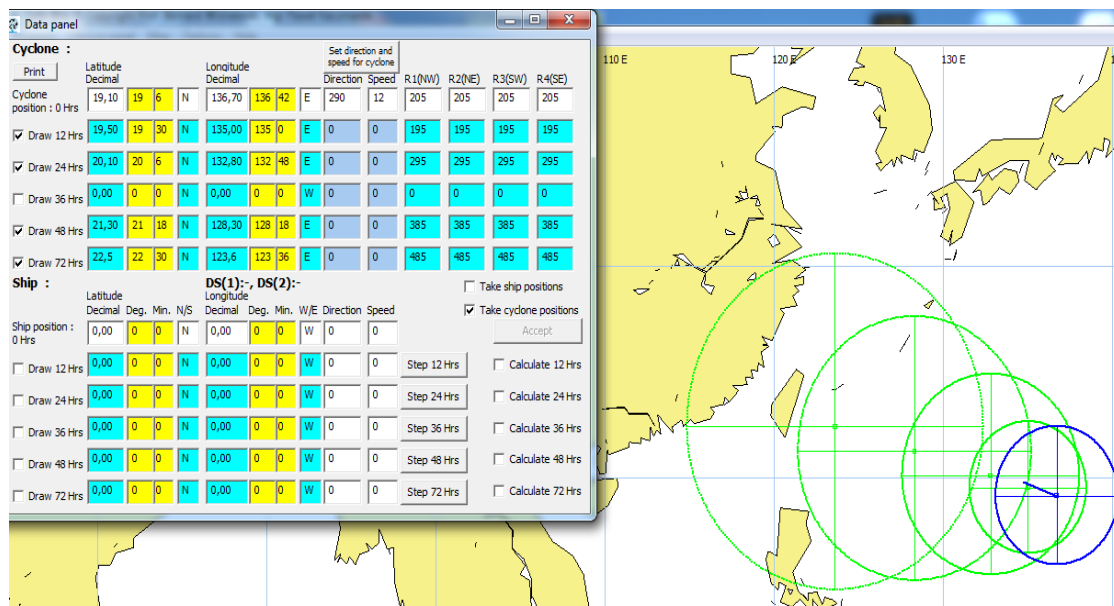 Data panel
Cyclone :
Set direction and speed for cyclone
Print
Latitude Decimal Longitude Decimal Direction Speed R1(NW) R2(NE) R3(SW) R4(SE)
Cyclone position : 0 Hrs 19,10 19 6 N 136,70 136 42 E 290 12 205 205 205 205
Draw 12 Hrs 19,50 19 30 N 135,00 135 0 E 0 0 195 195 195 195
Draw 24 Hrs 20,10 20 6 N 132,80 132 48 E 0 0 295 295 295 295
Draw 36 Hrs 0,00 0 0 N 0,00 0 0 W 0 0 0 0 0 0
Draw 48 Hrs 21,30 21 18 N 128,30 128 18 E 0 0 385 385 385 385
Draw 72 Hrs 22,5 22 30 N 123,6 123 36 E 0 0 485 485 485 485
Ship : DS(1):-, DS(2):- Take ship positions
Latitude Decimal Deg. Min. N/S Longitude Decimal Deg. Min. W/E Direction Speed Take cyclone positions
Ship position : 0 Hrs 0,00 0 0 N 0,00 0 0 W 0 0 Accept
Draw 12 Hrs 0,00 0 0 N 0,00 0 0 W 0 0 Step 12 Hrs Calculate 12 Hrs
Draw 24 Hrs 0,00 0 0 N 0,00 0 0 W 0 0 Step 24 Hrs Calculate 24 Hrs
Draw 36 Hrs 0,00 0 0 N 0,00 0 0 W 0 0 Step 36 Hrs Calculate 36 Hrs
Draw 48 Hrs 0,00 0 0 N 0,00 0 0 W 0 0 Step 48 Hrs Calculate 48 Hrs
Draw 72 Hrs 0,00 0 0 N 0,00 0 0 W 0 0 Step 72 Hrs Calculate 72 Hrs
110 E 120 E 130 E